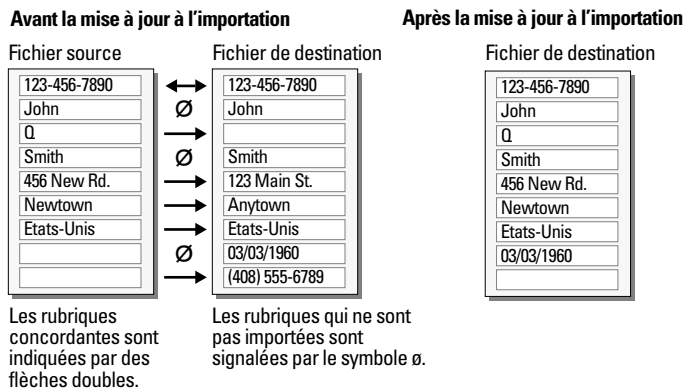 Avant la mise à jour à l'importation
Après la mise à jour à l'importation
Fichier source
Fichier de destination
Fichier de destination
123-456-7890
John
Q
Smith
456 New Rd.
Newtown
Etats-Unis
Ø
Ø
Ø
123-456-7890
John
Smith
123 Main St.
Anytown
Etats-Unis
03/03/1960
(408) 555-6789
123-456-7890
John
Q
Smith
456 New Rd.
Newtown
Etats-Unis
03/03/1960
Les rubriques
concordantes sont
indiquées par des
flèches doubles.
Les rubriques qui ne sont
pas importées sont
signalées par le symbole ø.